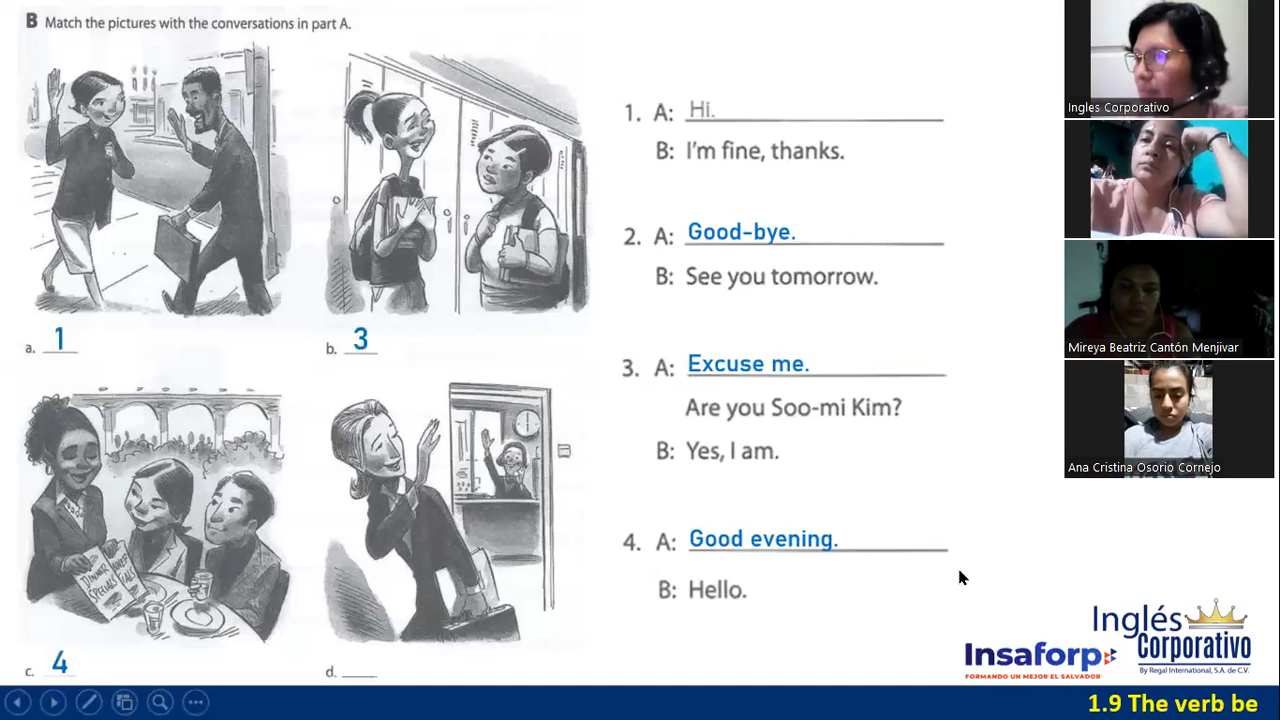 B Match the pictures with the conversations in part A.
a. 1
b. 3
DINNER SPECIALS
c. 4
d. ____
1. A: Hi.
B: I'm fine, thanks.
2. A: Good-bye.
B: See you tomorrow.
3. A: Excuse me.
Are you Soo-mi Kim?
B: Yes, I am.
4. A: Good evening.
B: Hello.
Ingles Corporativo
Mireya Beatriz Cantón Menjivar
Ana Cristina Osorio Cornejo
Insaforp
FORMANDO UN MEJOR EL SALVADOR
Inglés
Corporativo
By Regal International, S.A. de C.V.
1.9 The verb be